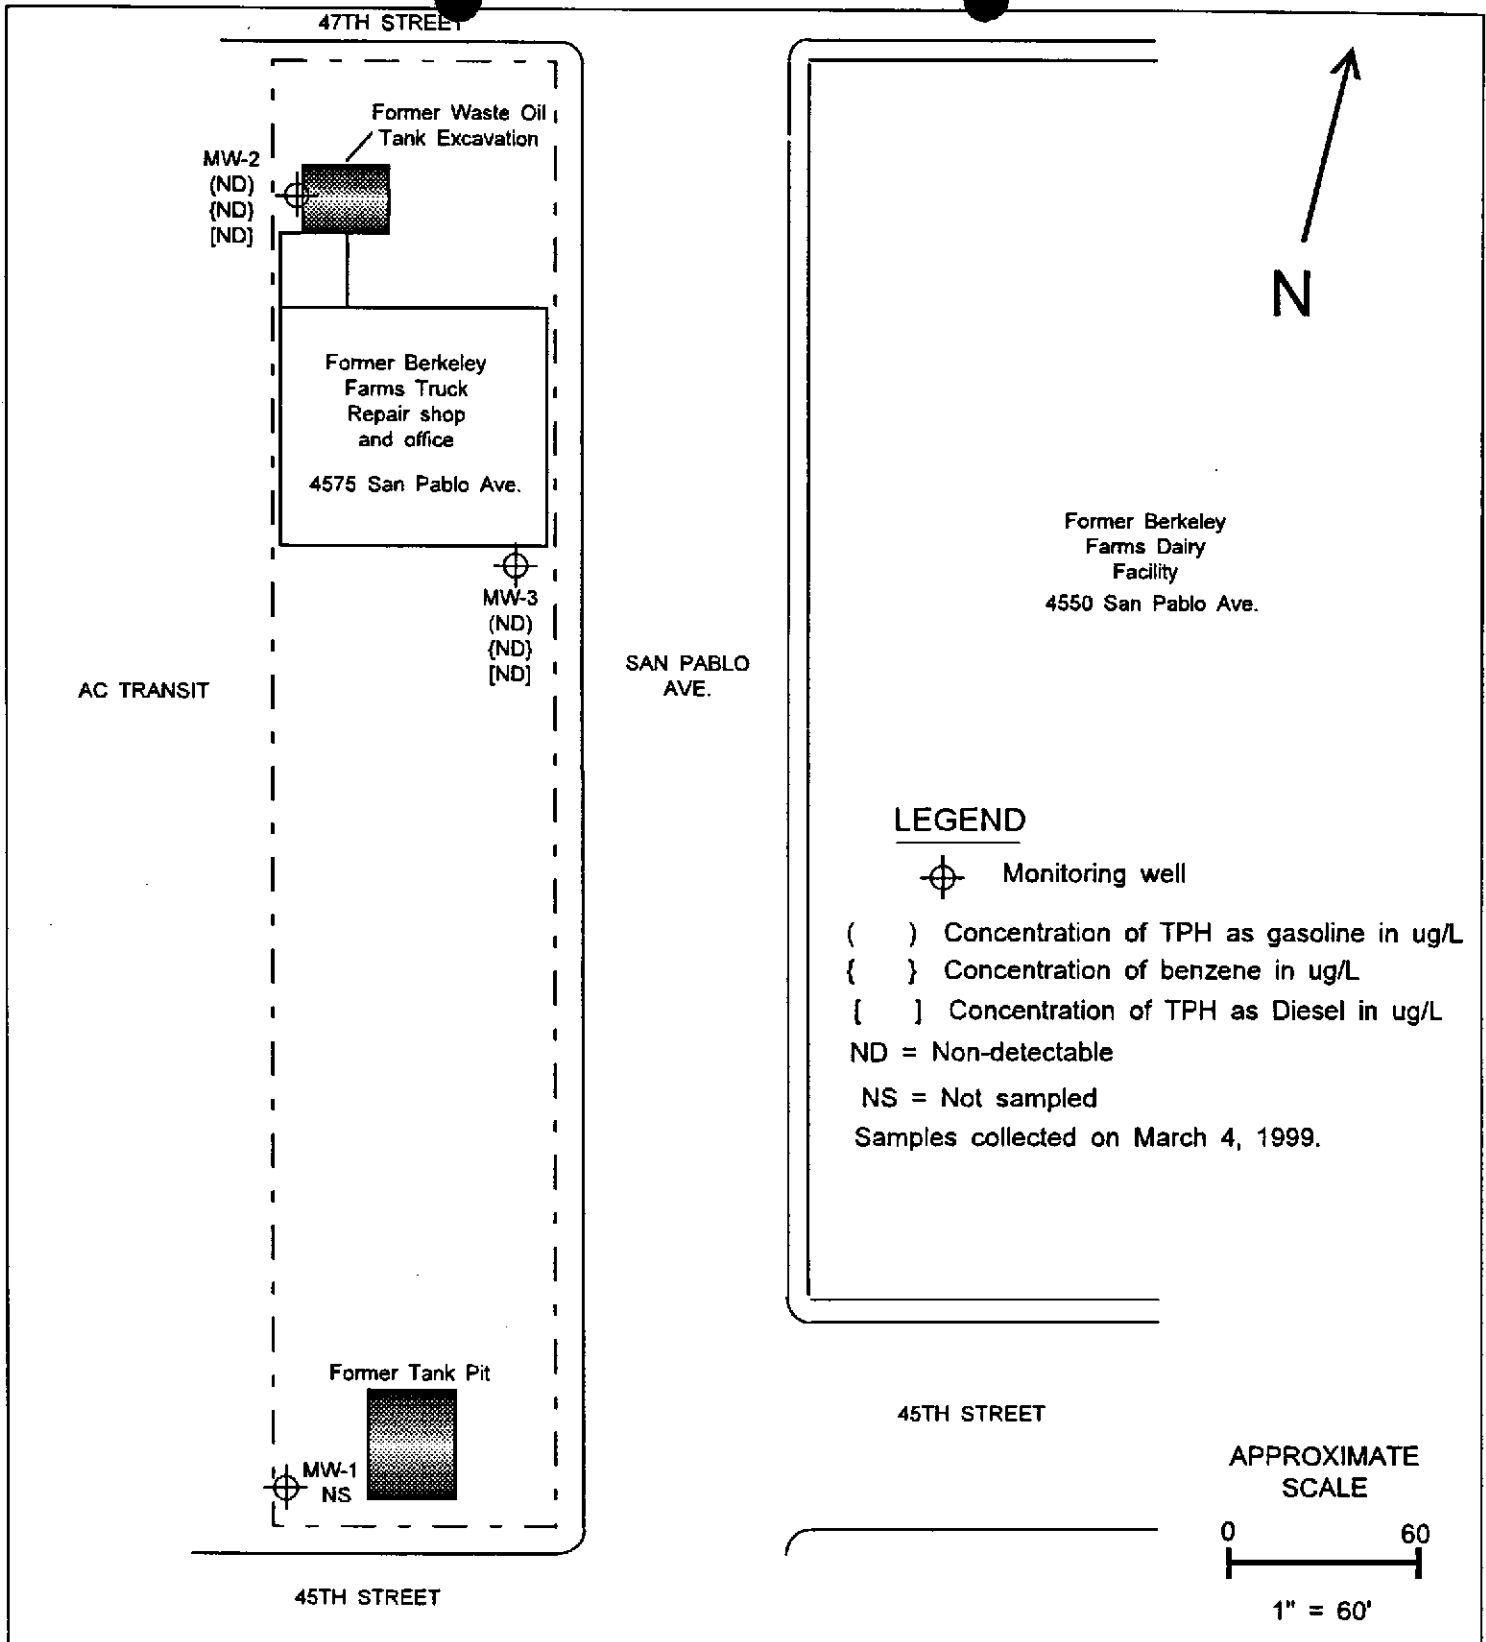 47TH STREET
Former Waste Oil
Tank Excavation
MW-2
(ND)
{ND}
[ND]
Former Berkeley
Farms Truck
Repair shop
and office
4575 San Pablo Ave.
MW-3
(ND)
{ND}
[ND]
AC TRANSIT
SAN PABLO
AVE.
N
Former Berkeley
Farms Dairy
Facility
4550 San Pablo Ave.
LEGEND
Monitoring well
( ) Concentration of TPH as gasoline in ug/L
{ } Concentration of benzene in ug/L
[ ] Concentration of TPH as Diesel in ug/L
ND = Non-detectable
NS = Not sampled
Samples collected on March 4, 1999.
Former Tank Pit
MW-1
NS
45TH STREET
45TH STREET
APPROXIMATE
SCALE
0 60
1" = 60'